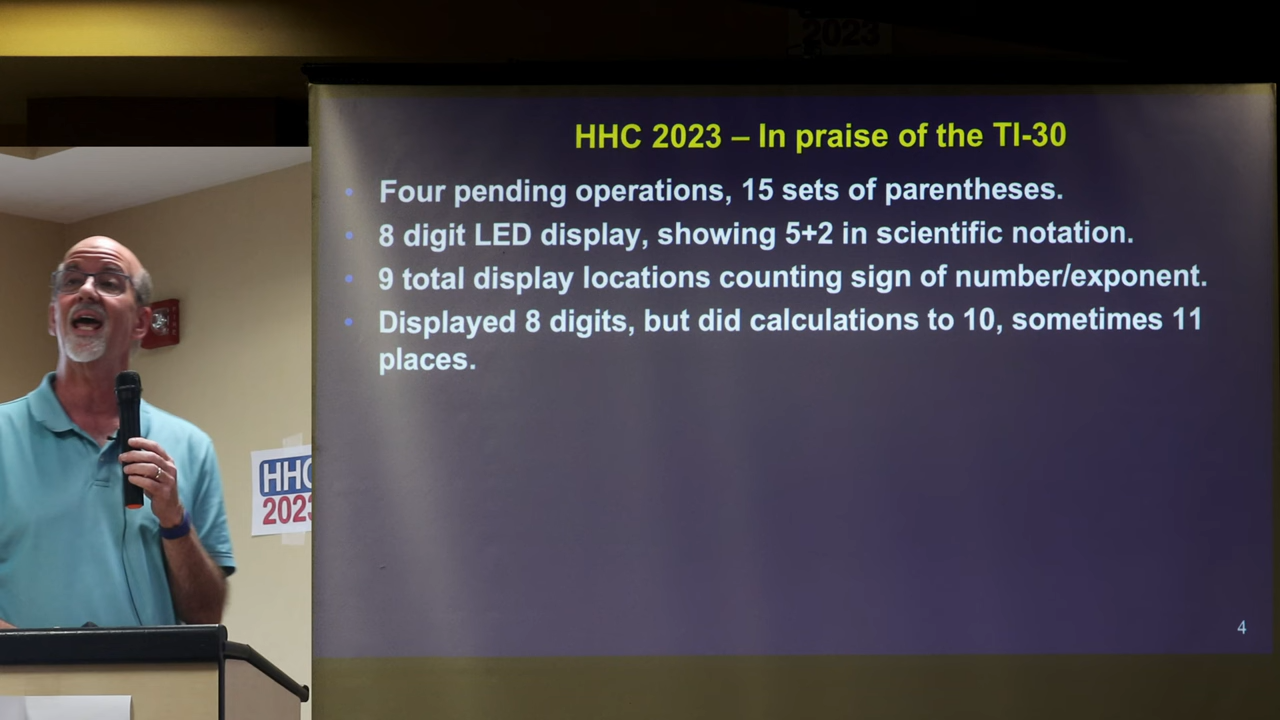 2023
HHC 2023 – In praise of the TI-30
• Four pending operations, 15 sets of parentheses.
• 8 digit LED display, showing 5+2 in scientific notation.
• 9 total display locations counting sign of number/exponent.
• Displayed 8 digits, but did calculations to 10, sometimes 11
places.
HHC
2023
4